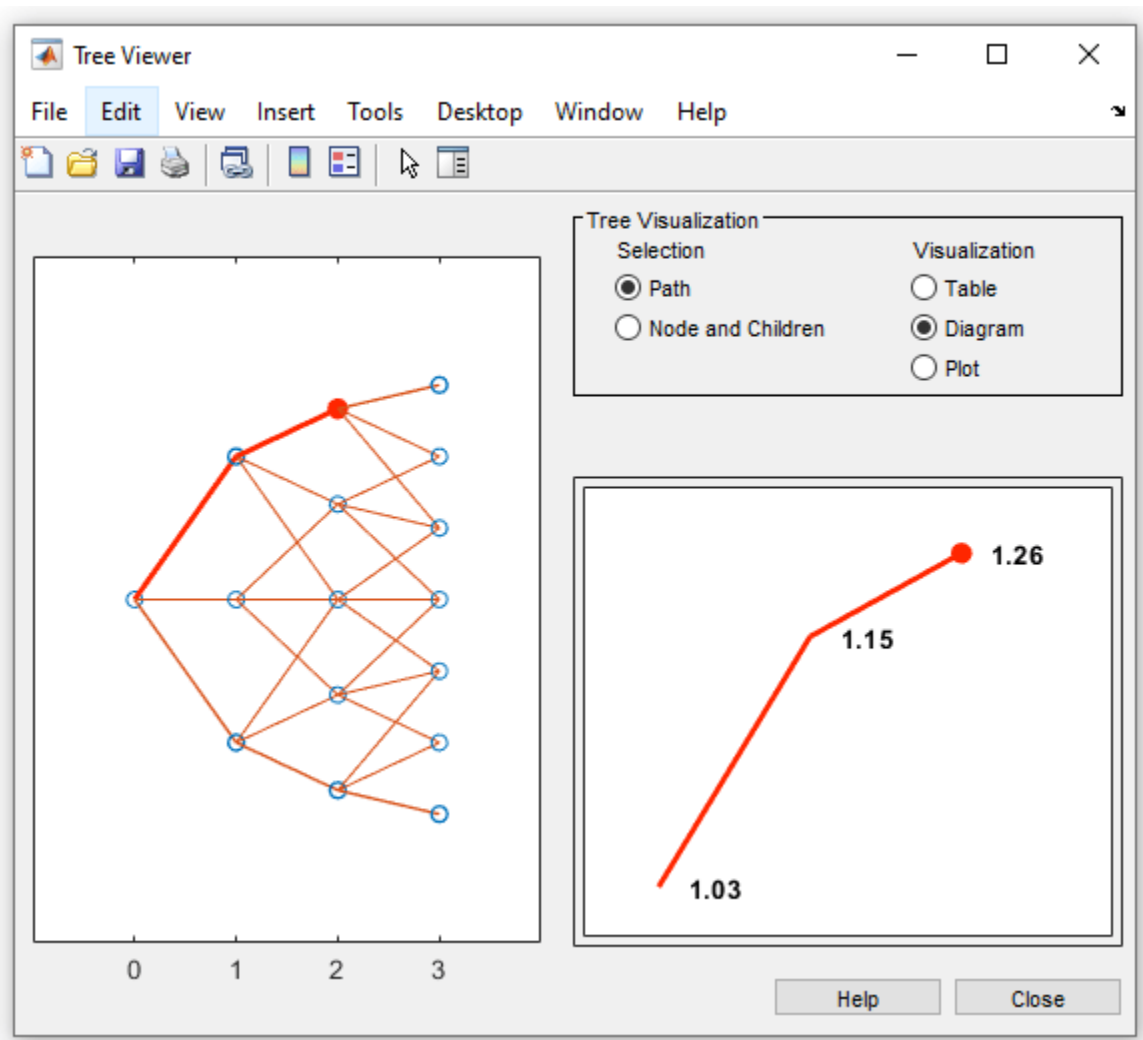 Tree Viewer
File Edit View Insert Tools Desktop Window Help
Tree Visualization
Selection Visualization
Path Table
Node and Children Diagram
Plot
1.26
1.15
1.03
0 1 2 3
Help Close